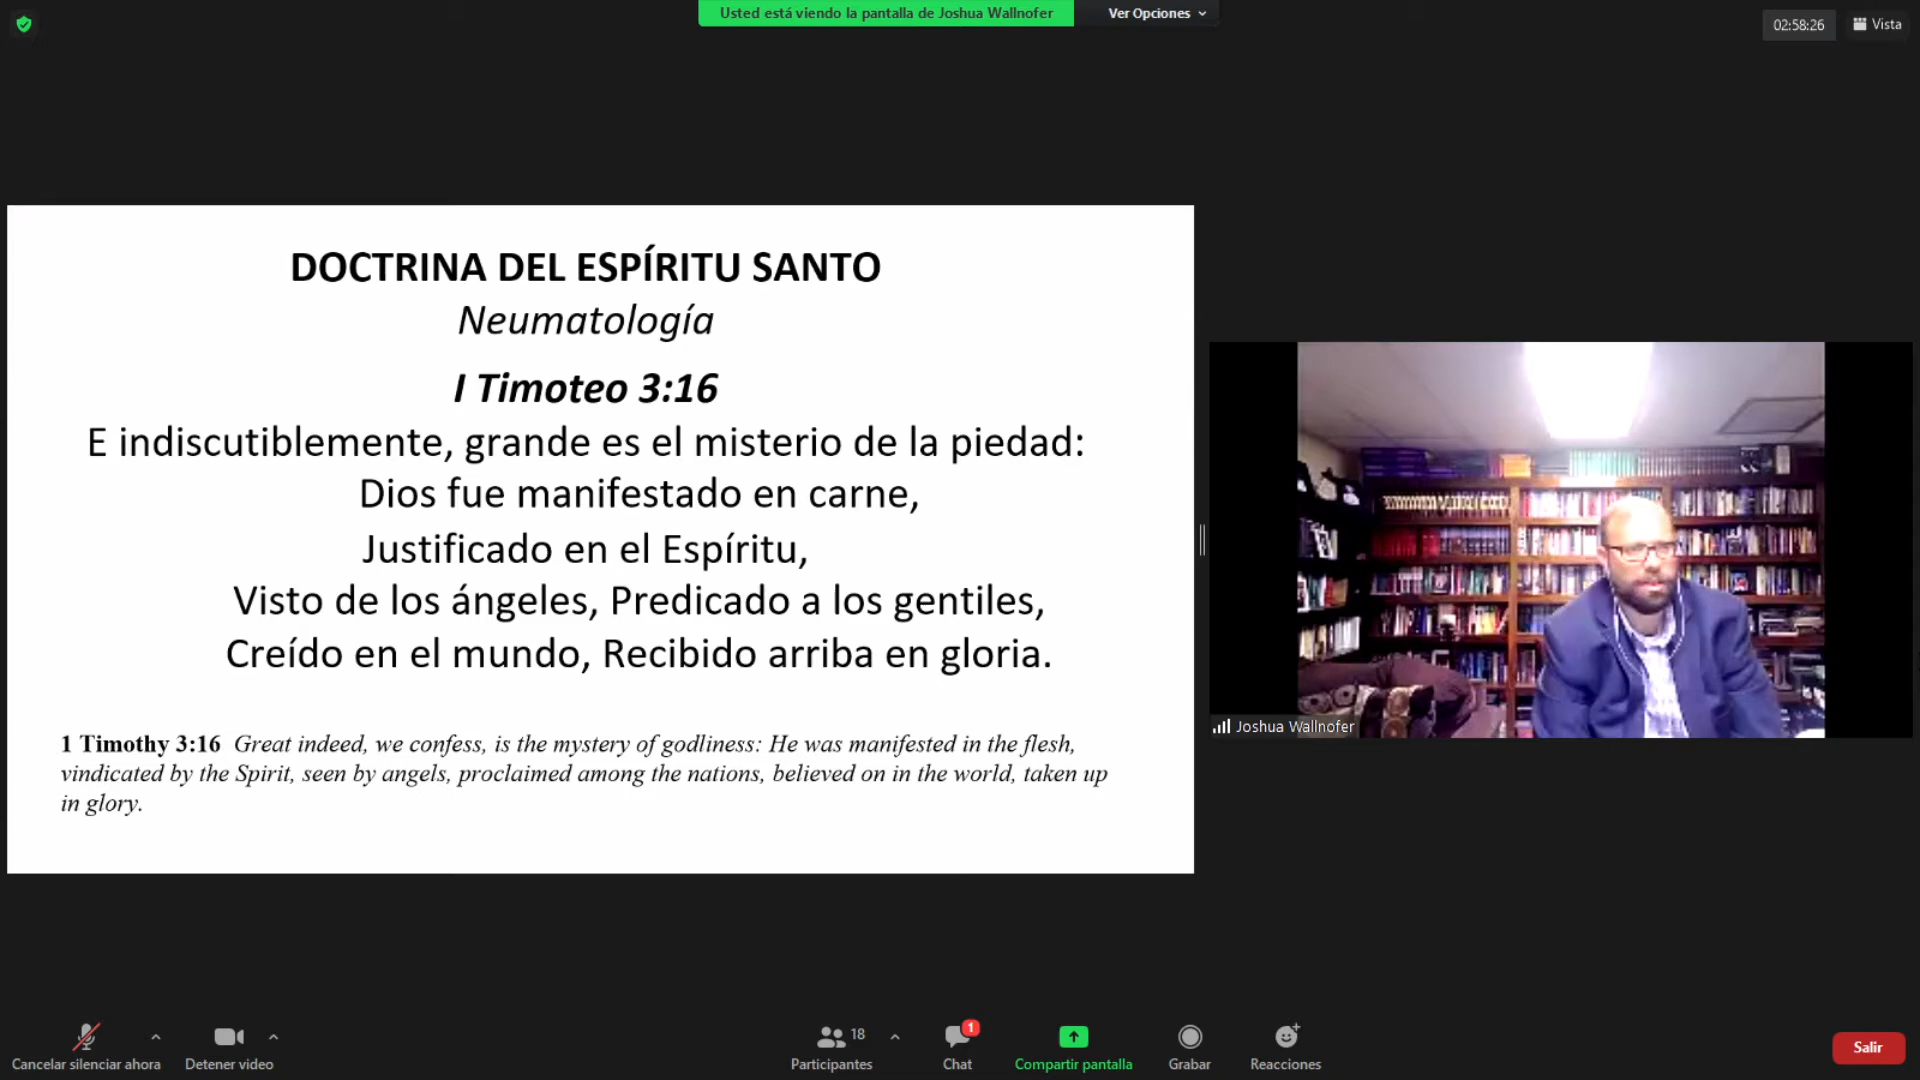 Usted está viendo la pantalla de Joshua Wallnofer
Ver Opciones
02:58:26
Vista
DOCTRINA DEL ESPÍRITU SANTO
Neumatología
I Timoteo 3:16
E indiscutiblemente, grande es el misterio de la piedad:
Dios fue manifestado en carne,
Justificado en el Espíritu,
Visto de los ángeles, Predicado a los gentiles,
Creído en el mundo, Recibido arriba en gloria.
1 Timothy 3:16 Great indeed, we confess, is the mystery of godliness: He was manifested in the flesh,
vindicated by the Spirit, seen by angels, proclaimed among the nations, believed on in the world, taken up
in glory.
Joshua Wallnofer
Cancelar silenciar ahora
Detener video
18
Participantes
1
Chat
Compartir pantalla
Grabar
Reacciones
Salir